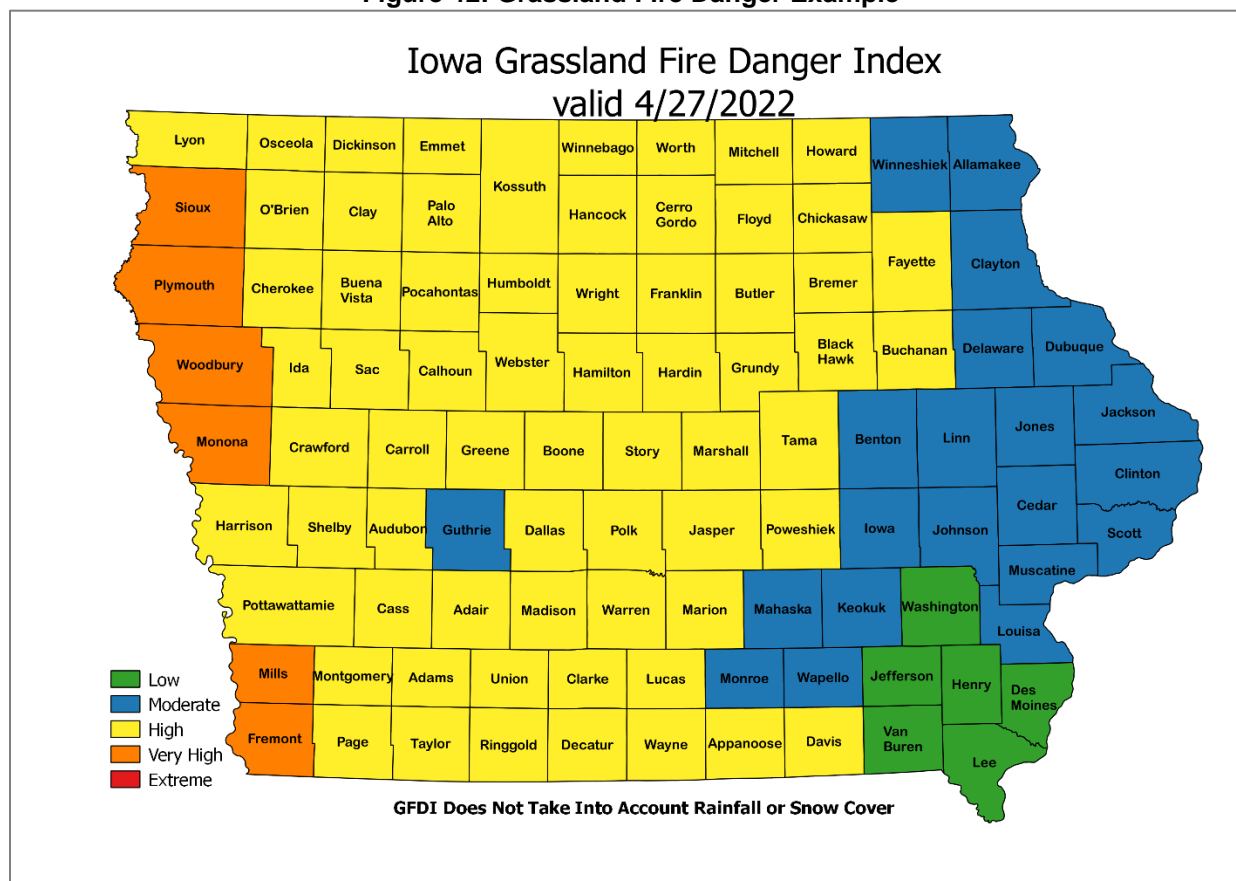 Figure 42: Grassland Fire Danger Example
Iowa Grassland Fire Danger Index
valid 4/27/2022
Lyon
Osceola
Dickinson
Emmet
Kossuth
Winnebago
Worth
Mitchell
Howard
Winneshiek
Allamakee
Sioux
O'Brien
Clay
Palo
Alto
Hancock
Cerro
Gordo
Floyd
Chickasaw
Fayette
Clayton
Plymouth
Cherokee
Buena
Vista
Pocahontas
Humboldt
Wright
Franklin
Butler
Bremer
Woodbury
Ida
Sac
Calhoun
Webster
Hamilton
Hardin
Grundy
Black
Hawk
Buchanan
Delaware
Dubuque
Monona
Crawford
Carroll
Greene
Boone
Story
Marshall
Tama
Benton
Linn
Jones
Jackson
Clinton
Harrison
Shelby
Audubon
Guthrie
Dallas
Polk
Jasper
Poweshiek
Iowa
Johnson
Cedar
Scott
Muscatine
Pottawattamie
Cass
Adair
Madison
Warren
Marion
Mahaska
Keokuk
Washington
Louisa
Mills
Montgomery
Adams
Union
Clarke
Lucas
Monroe
Wapello
Jefferson
Henry
Des
Moines
Fremont
Page
Taylor
Ringgold
Decatur
Wayne
Appanoose
Davis
Van
Buren
Lee
Low
Moderate
High
Very High
Extreme
GFDI Does Not Take Into Account Rainfall or Snow Cover